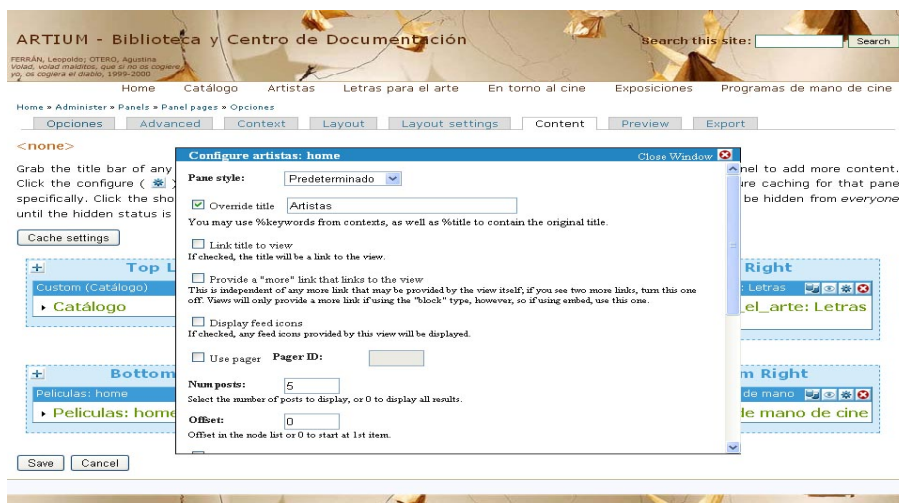 ARTIUM - Biblioteca y Centro de Documentación
Search this site:
Search
FERRÁN, Leopoldo; OTERO, Agustina
Volad, volad malditos, que si no os cogiere
yo, os cogiera el diablo, 1999-2000
Home Catálogo Artistas Letras para el arte En torno al cine Exposiciones Programas de mano de cine
Home » Administer » Panels » Panel pages » Opciones
Opciones Advanced Context Layout Layout settings Content Preview Export
<none>
Grab the title bar of any
nel to add more content.
Click the configure (
)
ure caching for that pane
specifically. Click the sho
be hidden from everyone
until the hidden status is
Cache settings
Configure artistas: home Close Window
Pane style: Predeterminado
Override title Artistas
You may use %keywords from contexts, as well as %title to contain the original title.
Link title to view
If checked, the title will be a link to the view.
Provide a "more" link that links to the view
This is independent of any more link that may be provided by the view itself; if you see two more links, turn this one
off. Views will only provide a more link if using the "block" type, however, so if using embed, use this one.
Display feed icons
If checked, any feed icons provided by this view will be displayed.
Use pager Pager ID:
Num posts: 5
Select the number of posts to display, or 0 to display all results.
Offset: 0
Offset in the node list or 0 to start at 1st item.
Top L
Right
Custom (Catálogo)
: Letras
Catálogo
_el_arte: Letras
Bottom
m Right
Peliculas: home
de mano
Peliculas: home
de mano de cine
Save Cancel